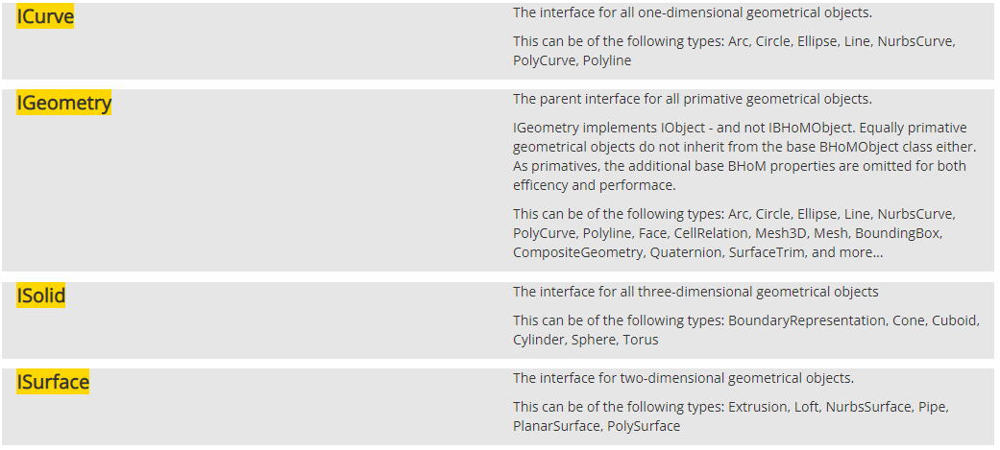 ICurve
The interface for all one-dimensional geometrical objects.
This can be of the following types: Arc, Circle, Ellipse, Line, NurbsCurve,
PolyCurve, Polyline
IGeometry
The parent interface for all primative geometrical objects.
IGeometry implements IObject - and not IBHoMObject. Equally primative
geometrical objects do not inherit from the base BHoMObject class either.
As primatives, the additional base BHoM properties are omitted for both
efficency and performace.
This can be of the following types: Arc, Circle, Ellipse, Line, NurbsCurve,
PolyCurve, Polyline, Face, CellRelation, Mesh3D, Mesh, BoundingBox,
CompositeGeometry, Quaternion, SurfaceTrim, and more...
ISolid
The interface for all three-dimensional geometrical objects
This can be of the following types: BoundaryRepresentation, Cone, Cuboid,
Cylinder, Sphere, Torus
ISurface
The interface for two-dimensional geometrical objects.
This can be of the following types: Extrusion, Loft, NurbsSurface, Pipe,
PlanarSurface, PolySurface